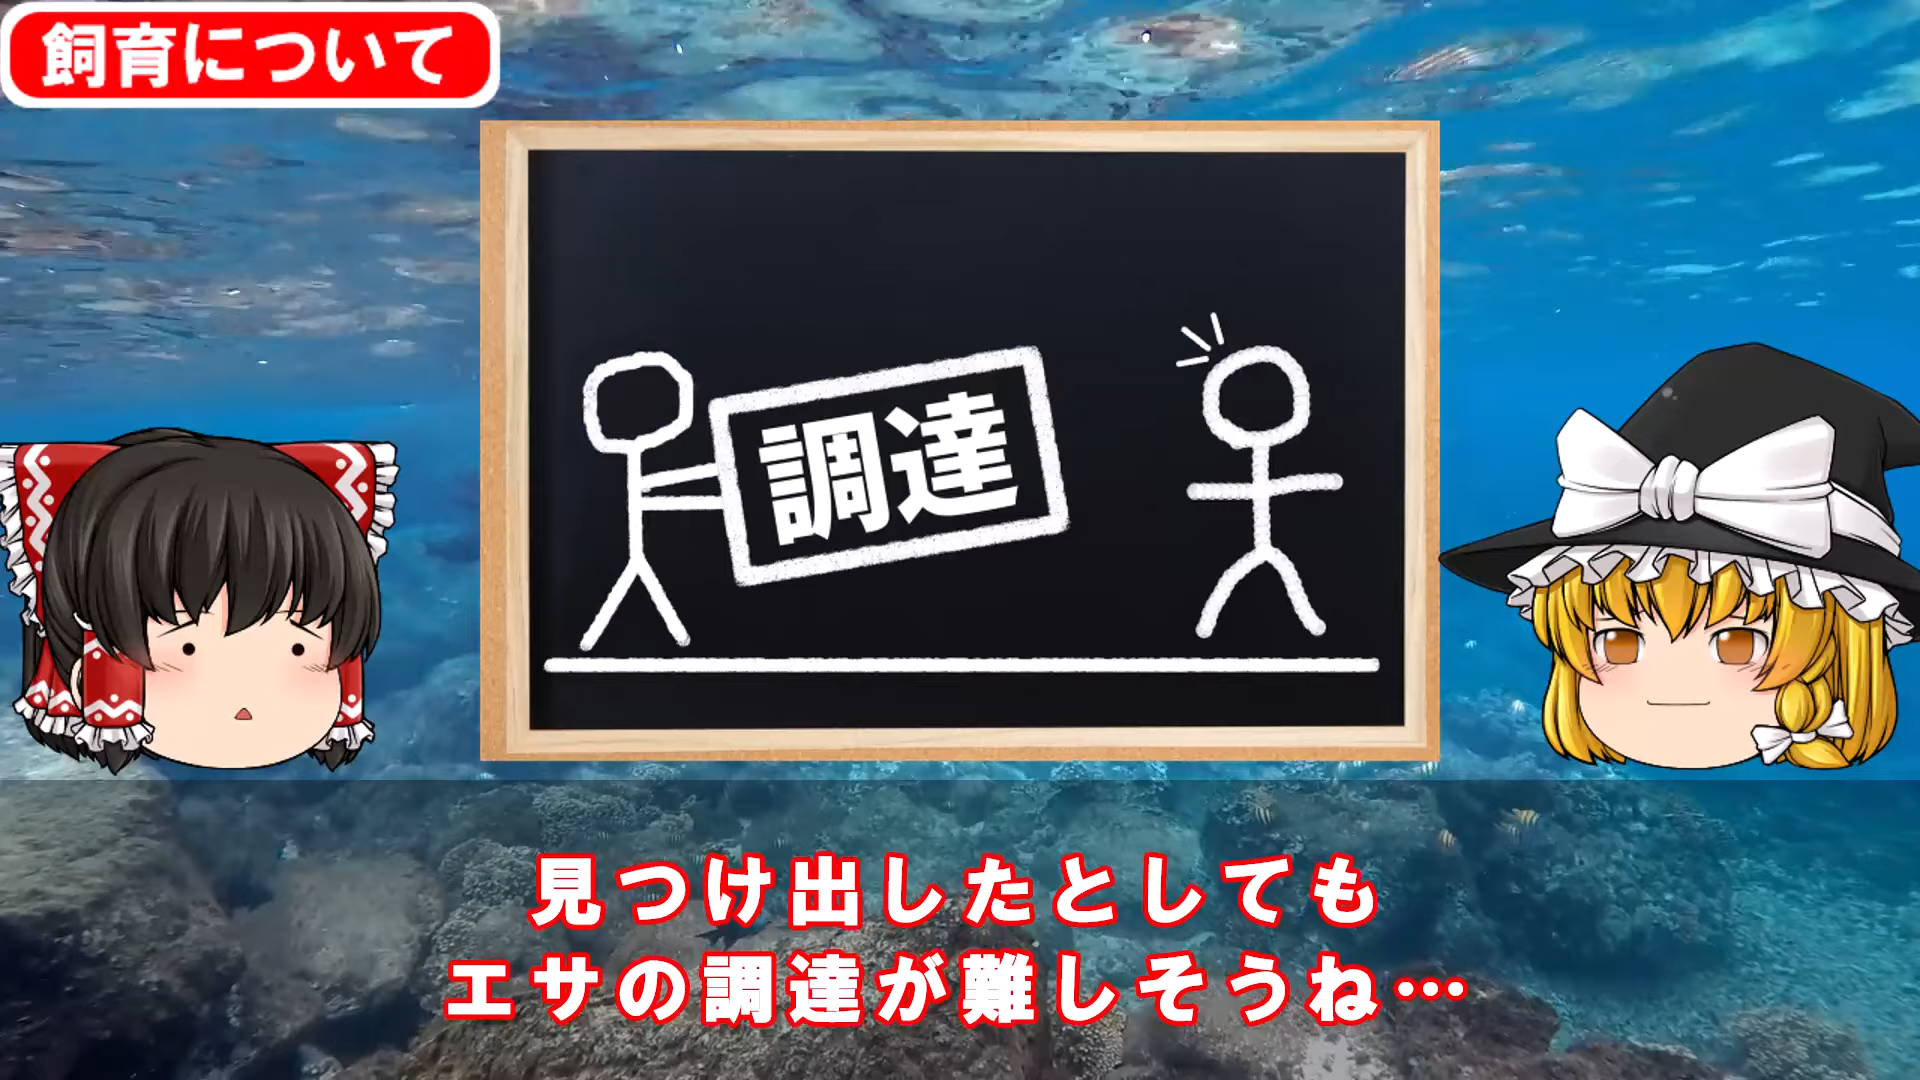 飼育について
調達
見つけ出したとしても
エサの調達が難しそうね…